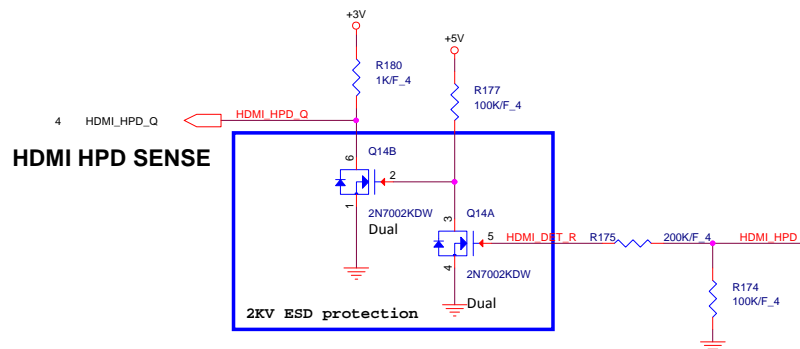 +3V
+5V
R180
1K/F_4
R177
100K/F_4
4 HDMI_HPD_Q
HDMI_HPD_Q
HDMI HPD SENSE
6
Q14B
2
1
2N7002KDW
Dual
3
Q14A
5
HDMI_DET_R
R175
200K/F_4
HDMI_HPD
4
2N7002KDW
Dual
R174
100K/F_4
2KV ESD protection